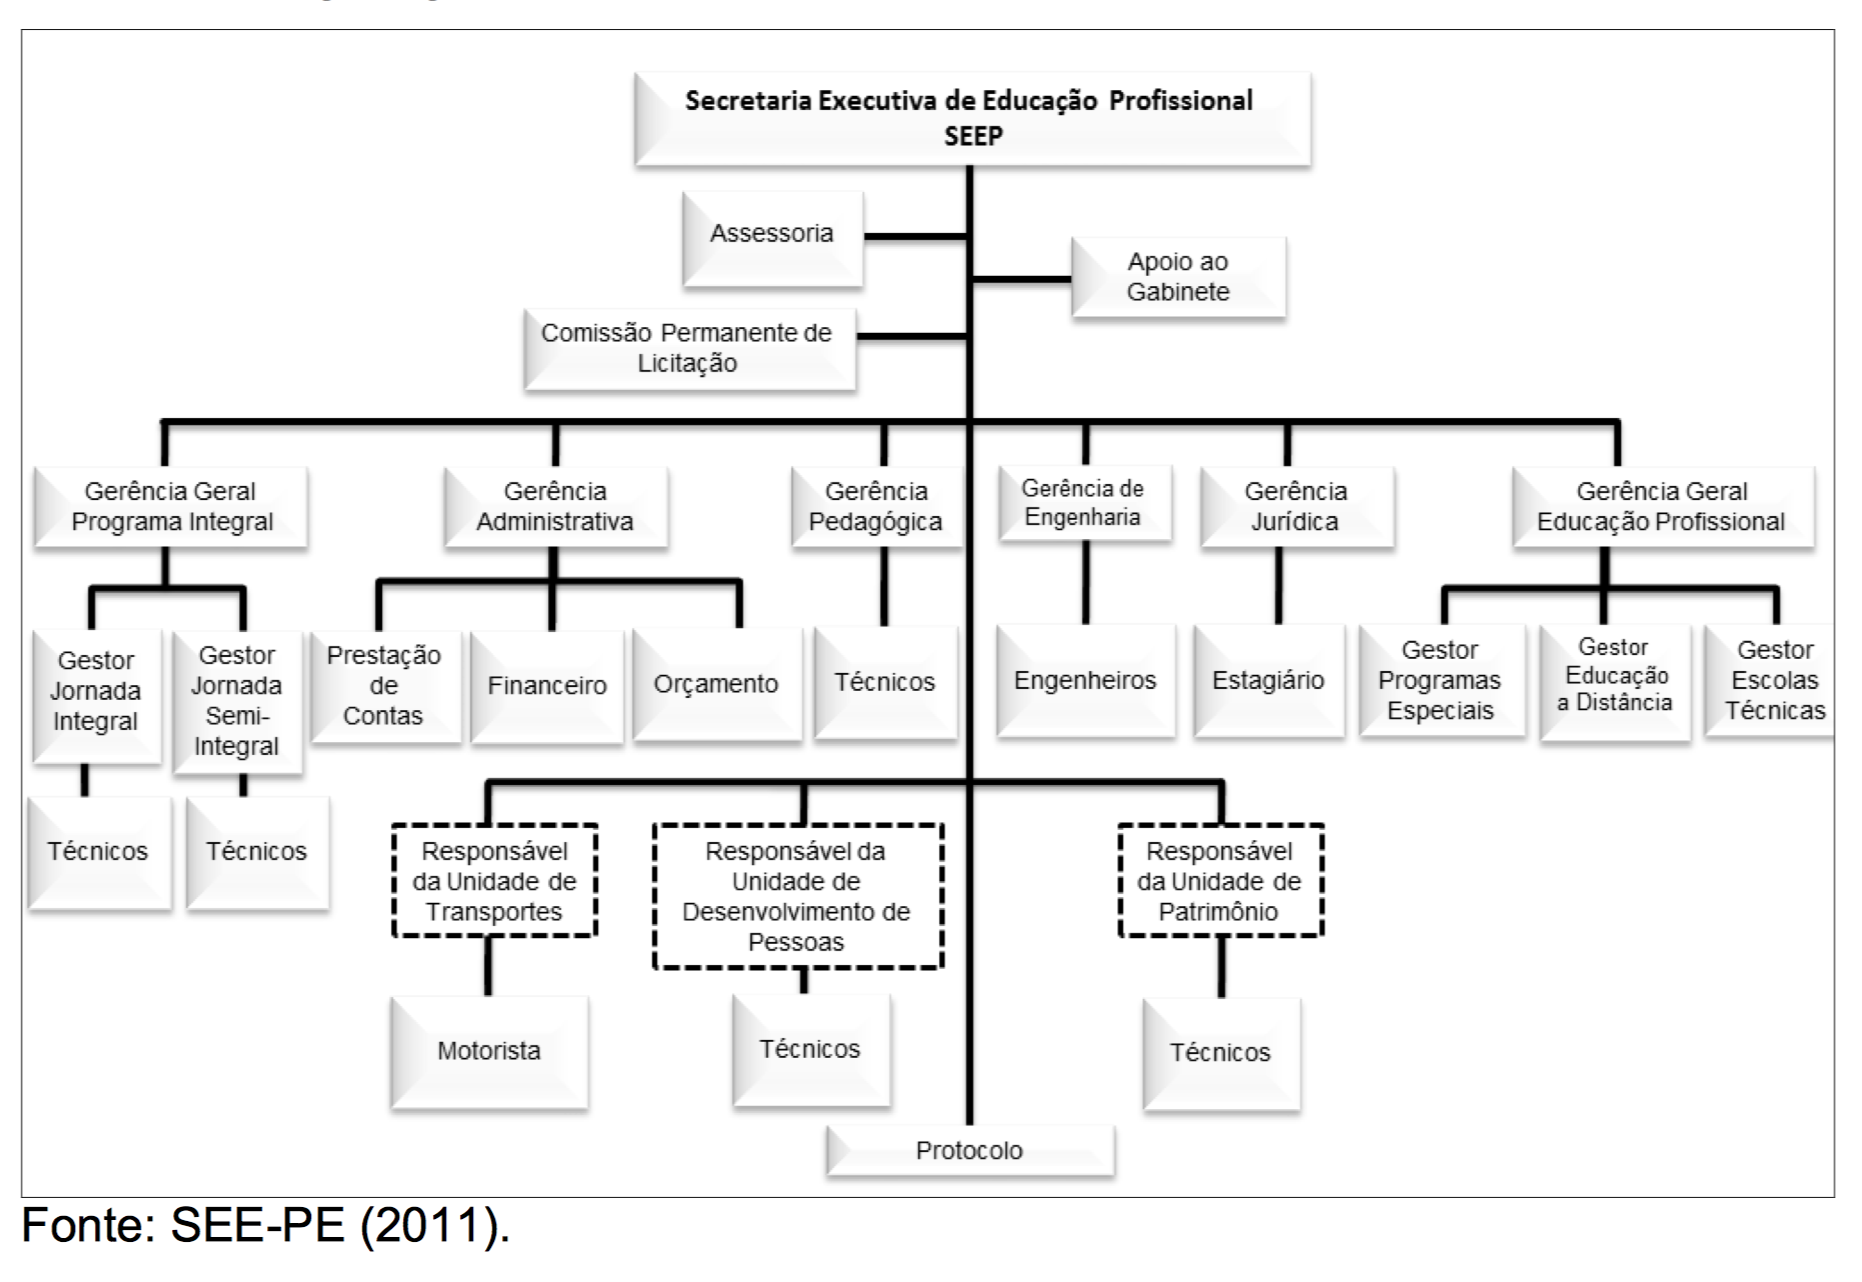 Secretaria Executiva de Educação Profissional
SEEP
Assessoria
Apoio ao
Gabinete
Comissão Permanente de
Licitação
Gerência Geral
Programa Integral
Gerência
Administrativa
Gerência
Pedagógica
Gerência de
Engenharia
Gerência
Jurídica
Gerência Geral
Educação Profissional
Gestor
Jornada
Integral
Gestor
Jornada
Semi-
Integral
Prestação
de
Contas
Financeiro
Orçamento
Técnicos
Engenheiros
Estagiário
Gestor
Programas
Especiais
Gestor
Educação
a Distância
Gestor
Escolas
Técnicas
Técnicos
Técnicos
Responsável
da Unidade de
Transportes
Responsável da
Unidade de
Desenvolvimento de
Pessoas
Responsável
da Unidade de
Patrimônio
Motorista
Técnicos
Técnicos
Protocolo
Fonte: SEE-PE (2011).